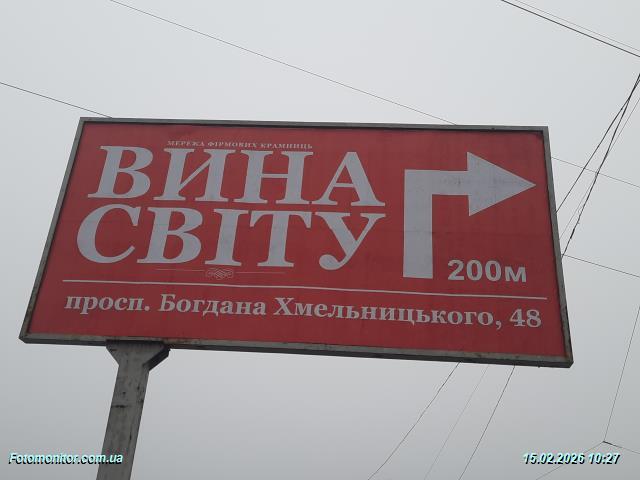 МЕРЕЖА ФІРМОВИХ КРАМНИЦЬ
ВИНА
СВІТУ
200м
просп. Богдана Хмельницького, 48
Fotomonitor.com.ua
15.02.2026 10:27